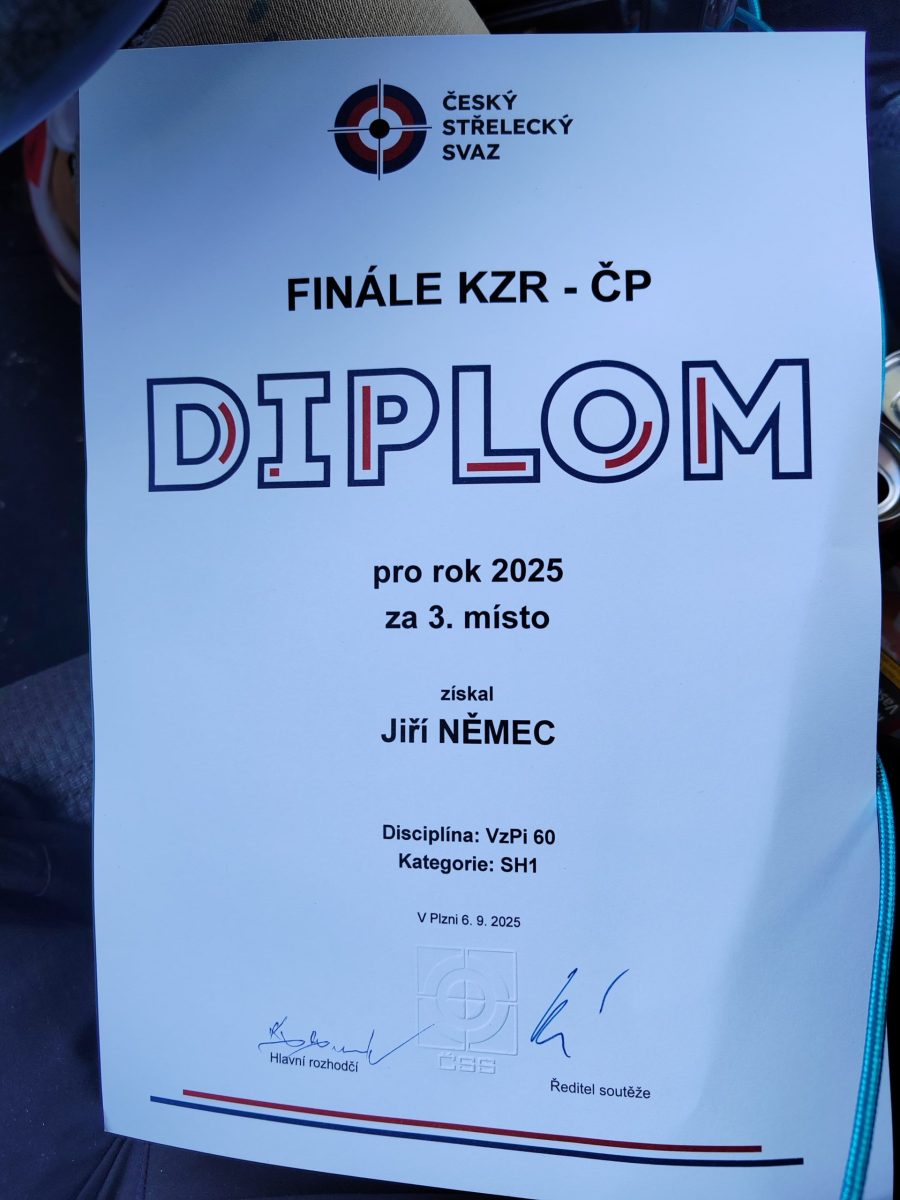 ČESKÝ
STŘELECKÝ
SVAZ
FINÁLE KZR - ČP
DIPLOM
pro rok 2025
za 3. místo
získal
Jiří NĚMEC
Disciplína: VzPi 60
Kategorie: SH1
V Plzni 6. 9. 2025
ČSS
Hlavní rozhodčí
Ředitel soutěže